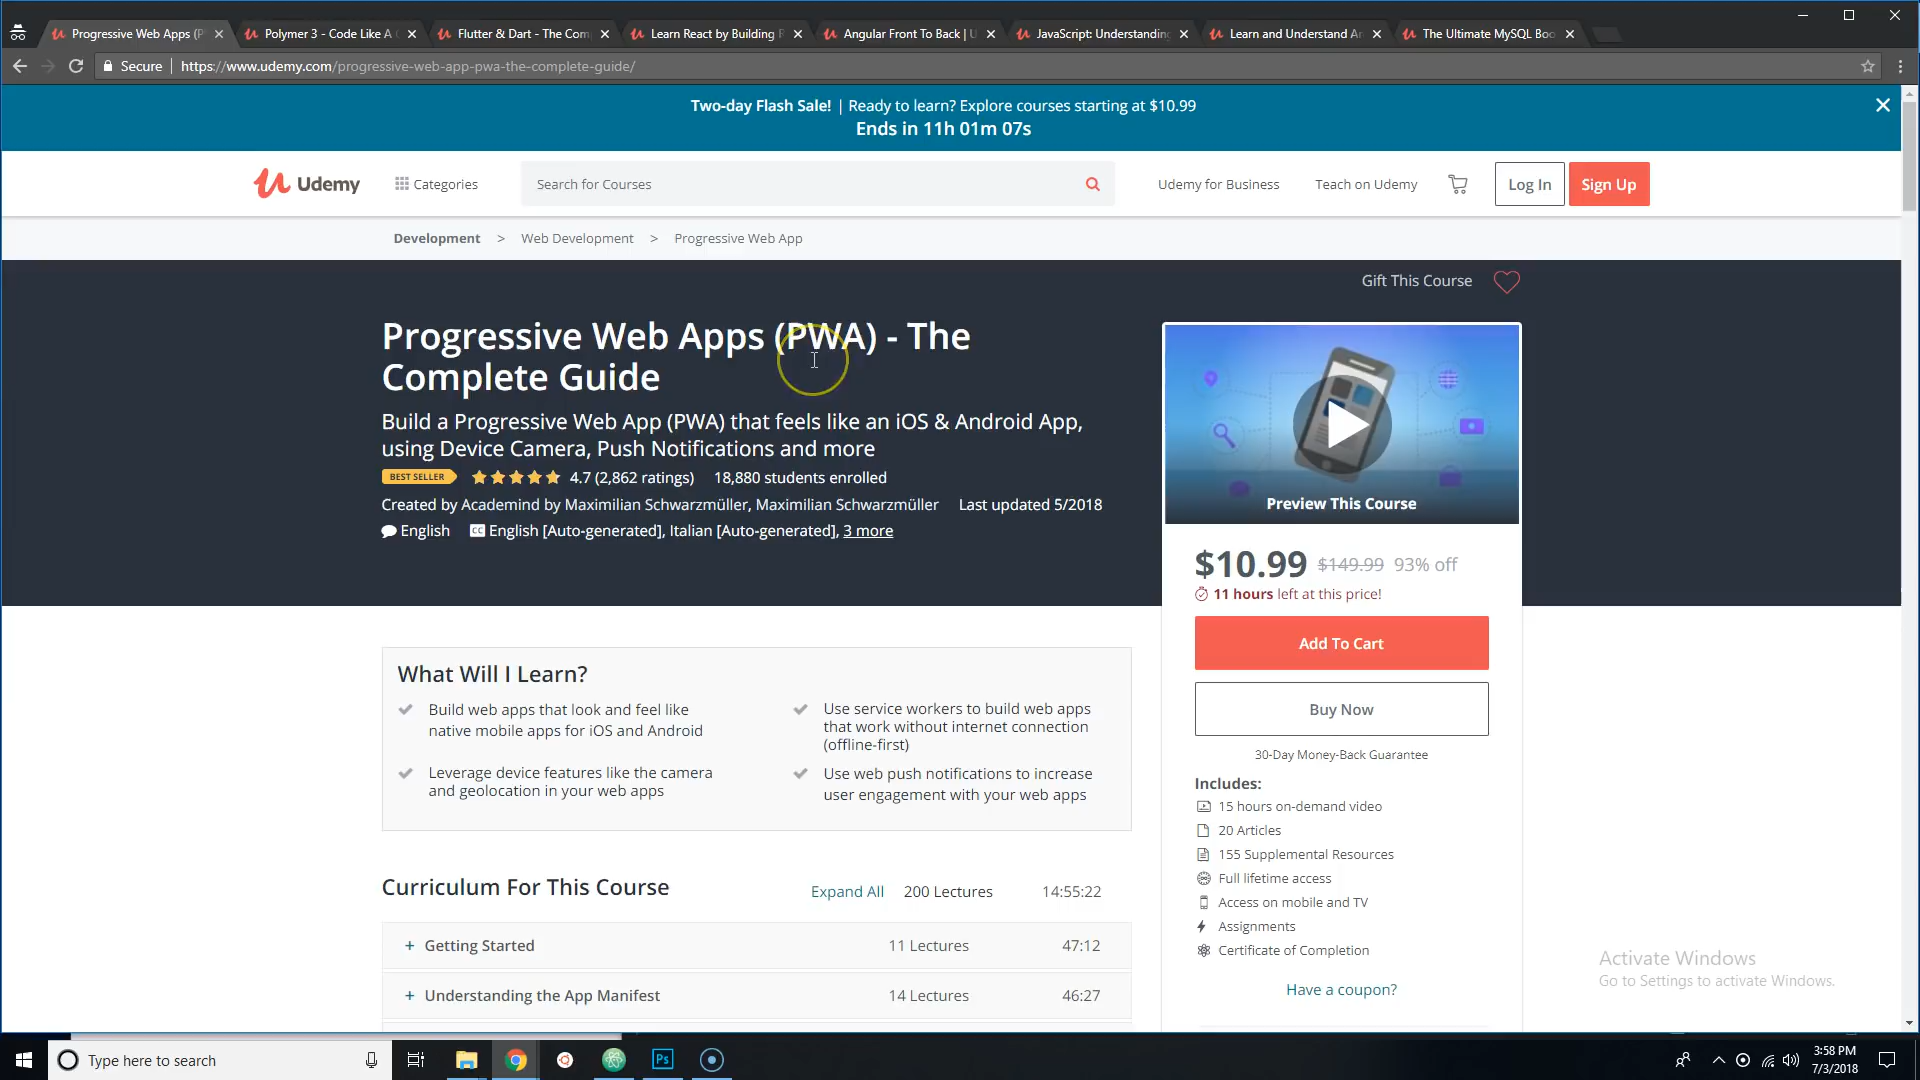 Progressive Web Apps (P
Polymer 3 - Code Like A G
Flutter & Dart - The Com
Learn React by Building R
Angular Front To Back | U
JavaScript: Understanding
Learn and Understand An
The Ultimate MySQL Boo
Secure | https://www.udemy.com/progressive-web-app-pwa-the-complete-guide/
Two-day Flash Sale! | Ready to learn? Explore courses starting at $10.99
Ends in 11h 01m 07s
Udemy
Categories
Search for Courses
Udemy for Business
Teach on Udemy
Log In
Sign Up
Development > Web Development > Progressive Web App
Gift This Course
Progressive Web Apps (PWA) - The
Complete Guide
Build a Progressive Web App (PWA) that feels like an iOS & Android App,
using Device Camera, Push Notifications and more
BEST SELLER 4.7 (2,862 ratings) 18,880 students enrolled
Created by Academind by Maximilian Schwarzmüller, Maximilian Schwarzmüller Last updated 5/2018
English CC English [Auto-generated], Italian [Auto-generated], 3 more
Preview This Course
$10.99 $149.99 93% off
11 hours left at this price!
Add To Cart
Buy Now
30-Day Money-Back Guarantee
Includes:
15 hours on-demand video
20 Articles
155 Supplemental Resources
Full lifetime access
Access on mobile and TV
Assignments
Certificate of Completion
Have a coupon?
What Will I Learn?
Build web apps that look and feel like
native mobile apps for iOS and Android
Leverage device features like the camera
and geolocation in your web apps
Use service workers to build web apps
that work without internet connection
(offline-first)
Use web push notifications to increase
user engagement with your web apps
Curriculum For This Course
Expand All 200 Lectures 14:55:22
+ Getting Started 11 Lectures 47:12
+ Understanding the App Manifest 14 Lectures 46:27
Activate Windows
Go to Settings to activate Windows.
Type here to search
Ps
3:58 PM
7/3/2018